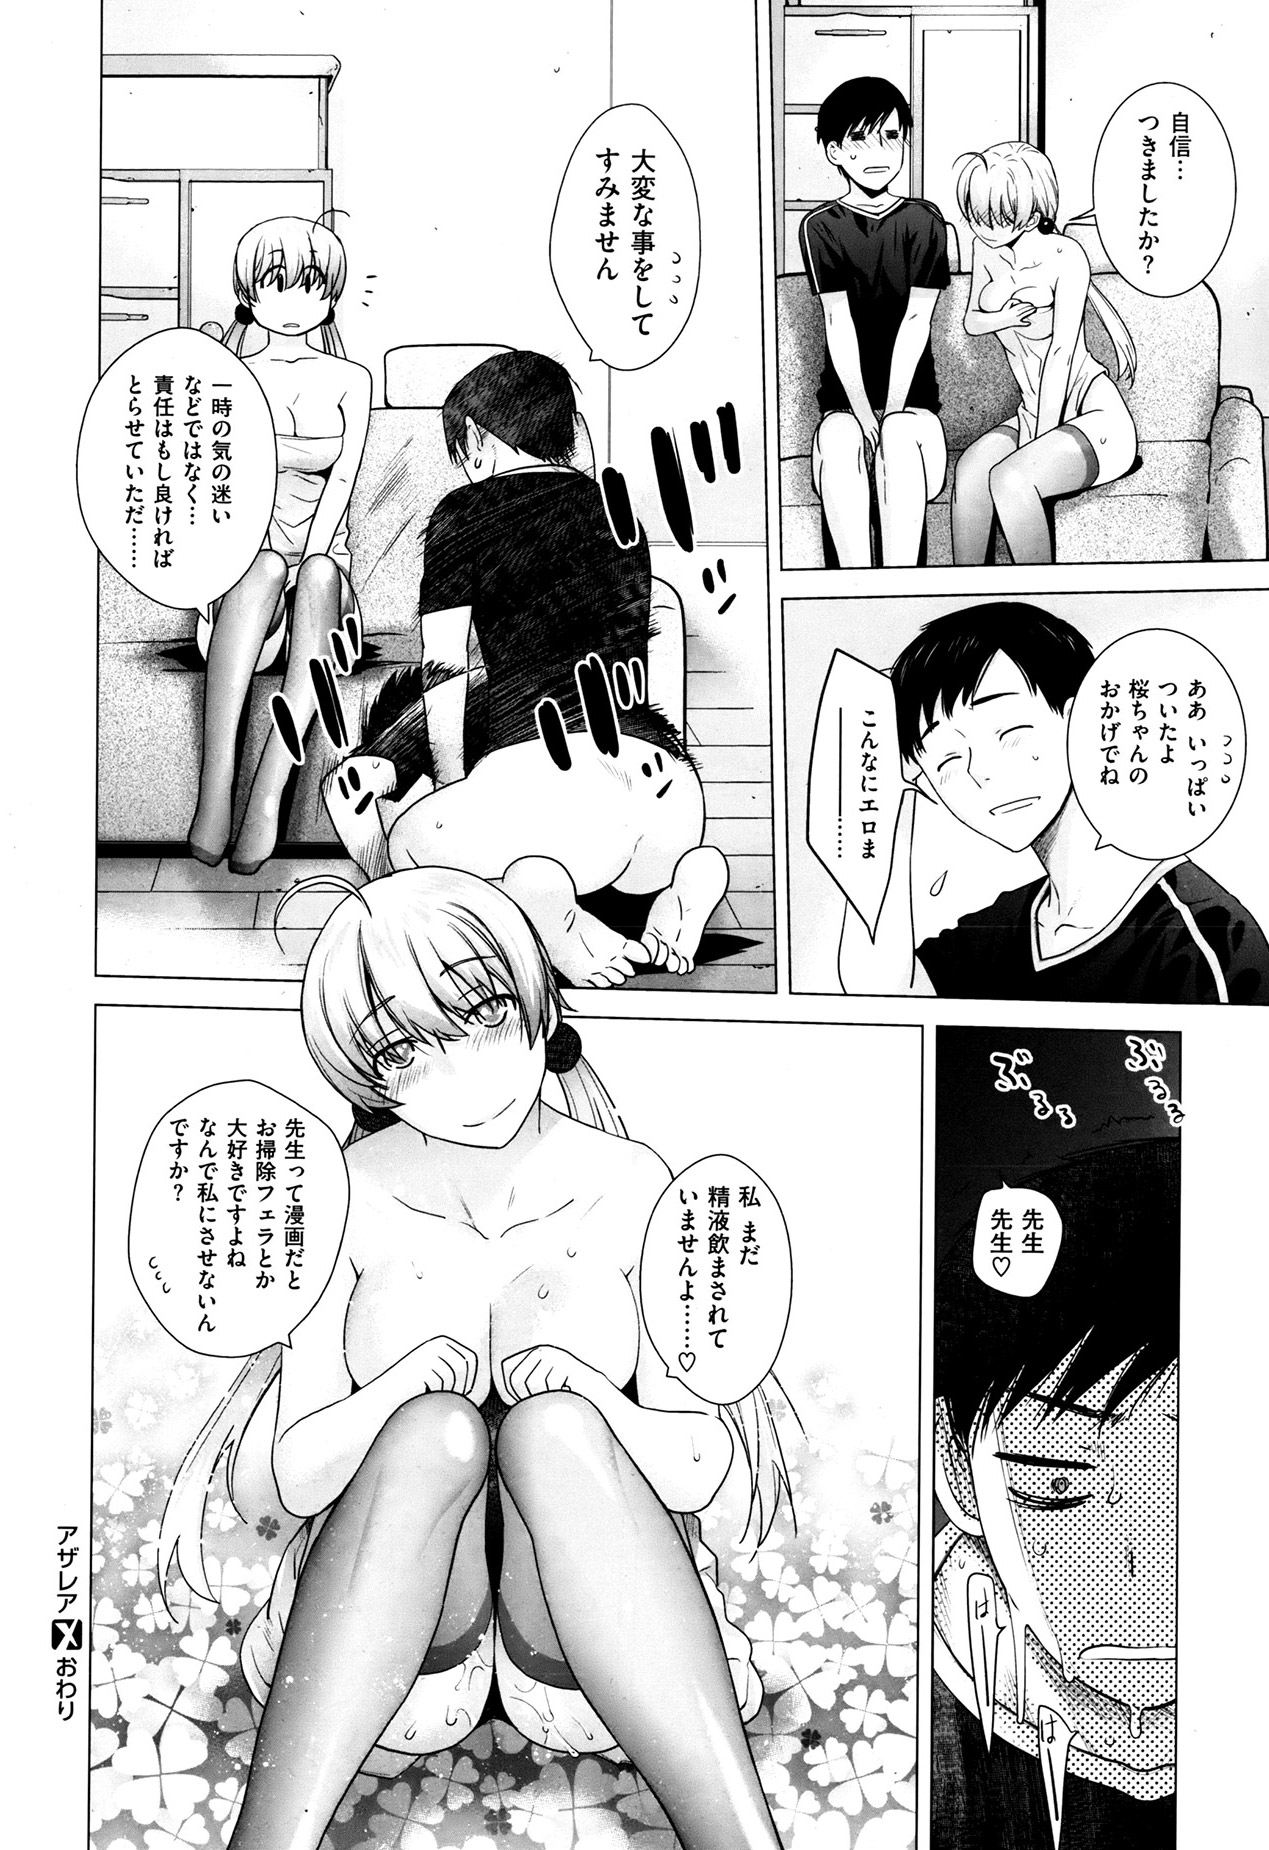 自信…
つきましたか?
ああ いっぱい
ついたよ
桜ちゃんの
おかげでね
こんなにエロま
────………
大変な事をして
すみません
一時の気の迷い
などではなく…
責任はもし良ければ
とらせていただ……
ぶるる
ぶるる
先生
先生♡
はー
はー
私 まだ
精液飲まされて
いませんよ……♡
先生って漫画だと
お掃除フェラとか
大好きですよね
なんで私にさせないん
ですか?
アザレア X おわり